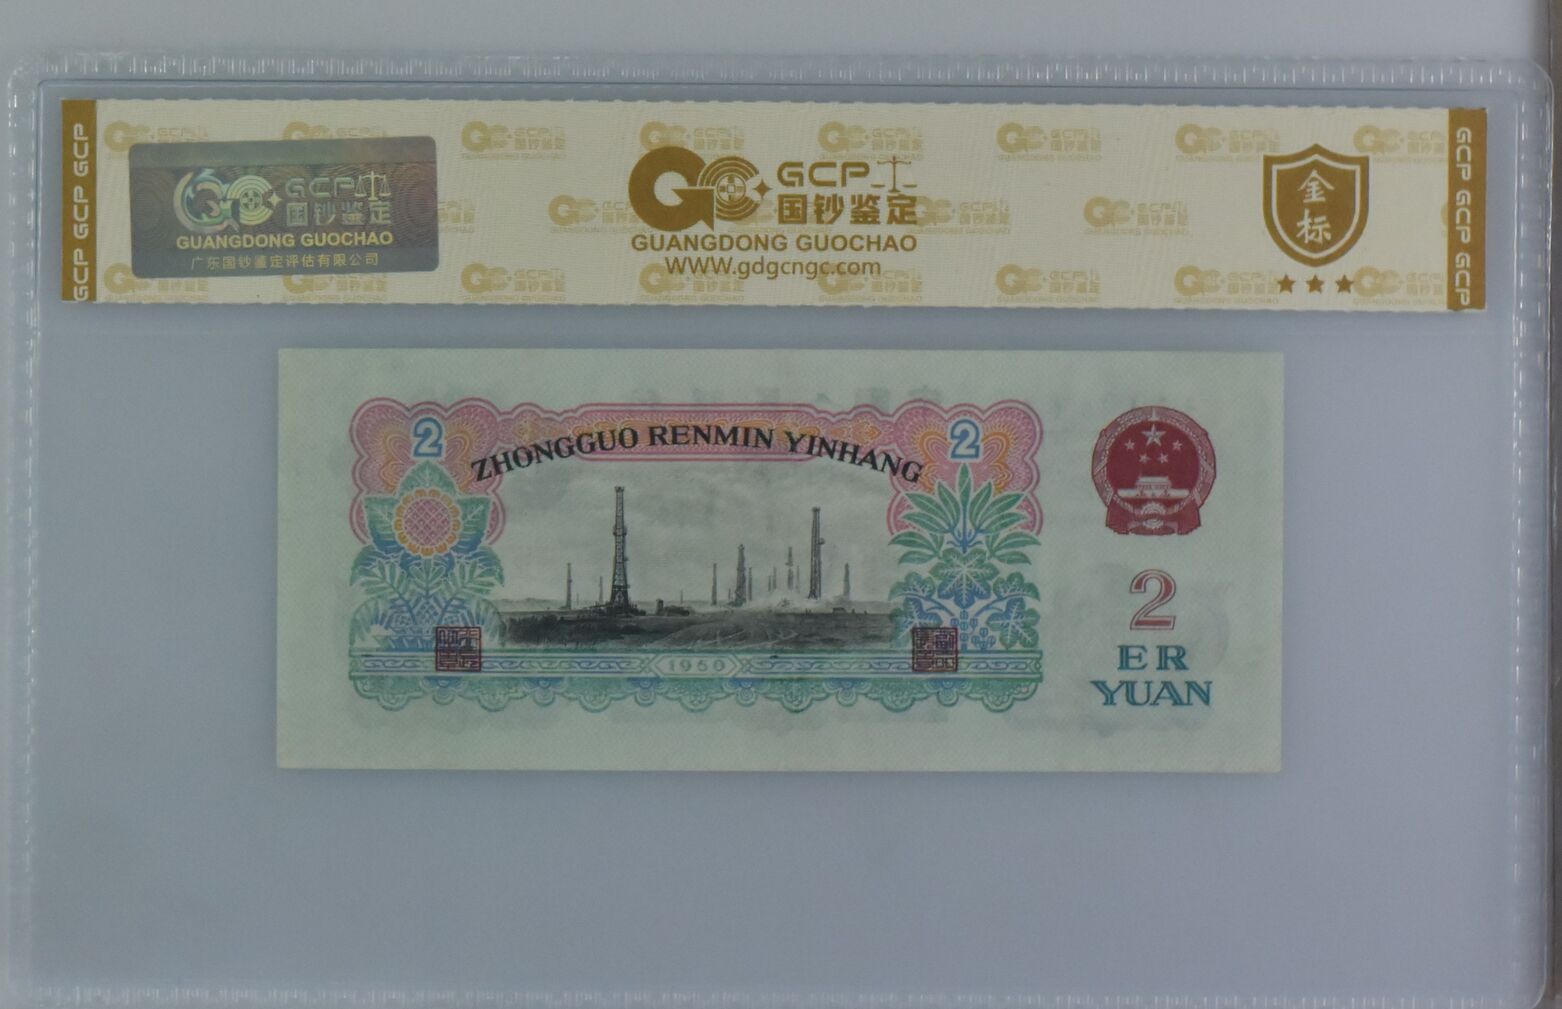 GCP GCP GCP
GCP
国钞鉴定
GUANGDONG GUOCHAO
广东国钞鉴定评估有限公司
GCP
国钞鉴定
GUANGDONG GUOCHAO
WWW.gdgcngc.com
金标
GCP GCP GCP
2
2
ZHONGGUO RENMIN YINHANG
1960
2
ER
YUAN